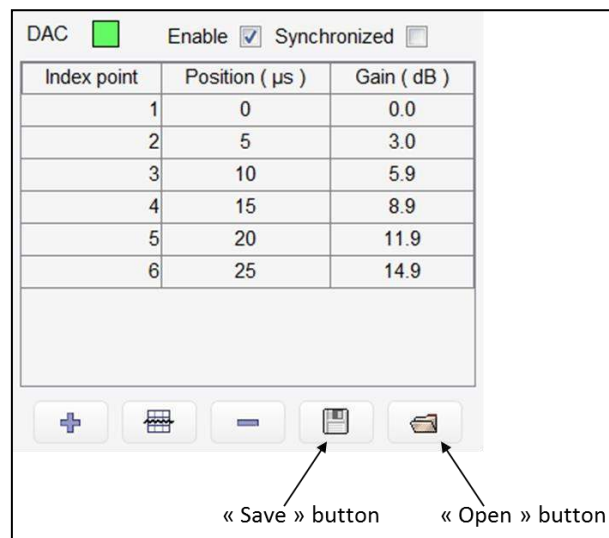 DAC Enable Synchronized
Index point Position ( µs ) Gain ( dB )
1 0 0.0
2 5 3.0
3 10 5.9
4 15 8.9
5 20 11.9
6 25 14.9
« Save » button « Open » button